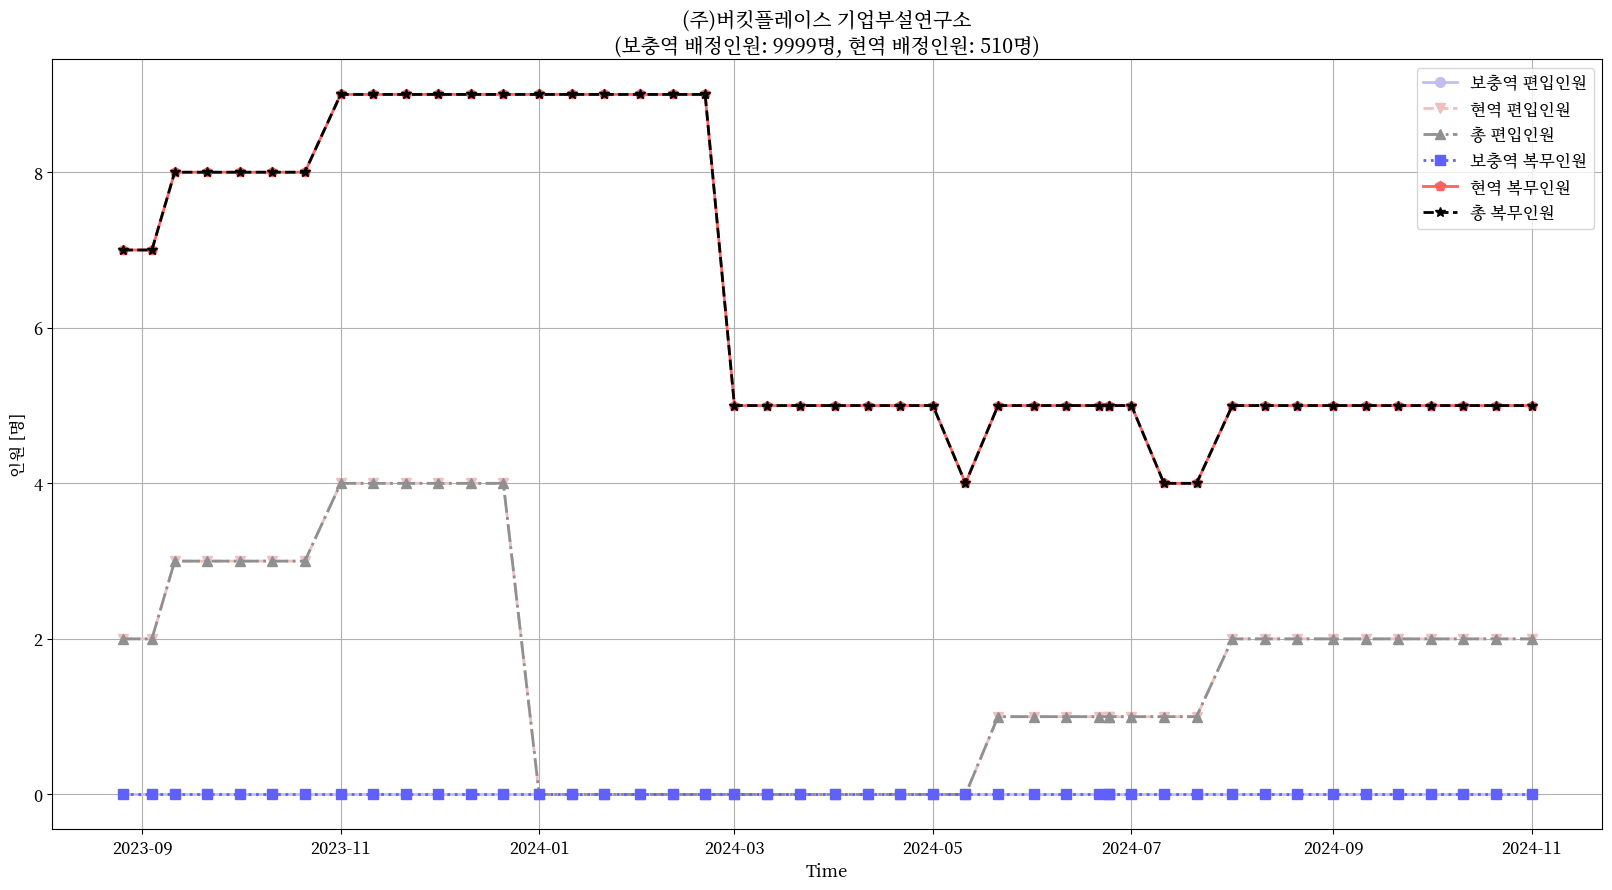 (주)버킷플레이스 기업부설연구소
(보충역 배정인원: 9999명, 현역 배정인원: 510명)
보충역 편입인원
현역 편입인원
총 편입인원
보충역 복무인원
현역 복무인원
총 복무인원
인원 [명]
8
6
4
2
0
2023-09
2023-11
2024-01
2024-03
2024-05
2024-07
2024-09
2024-11
Time